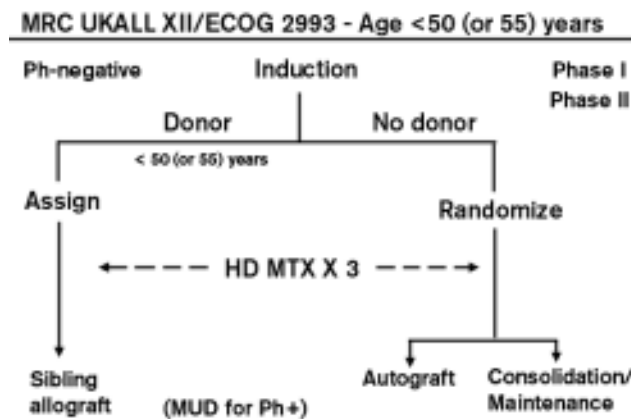 MRC UKALL XII/ECOG 2993 - Age <50 (or 55) years
Ph-negative
Induction
Phase I
Phase II
Donor
No donor
< 50 (or 55) years
Assign
Randomize
HD MTX X 3
Sibling
allograft
(MUD for Ph+)
Autograft
Consolidation/
Maintenance